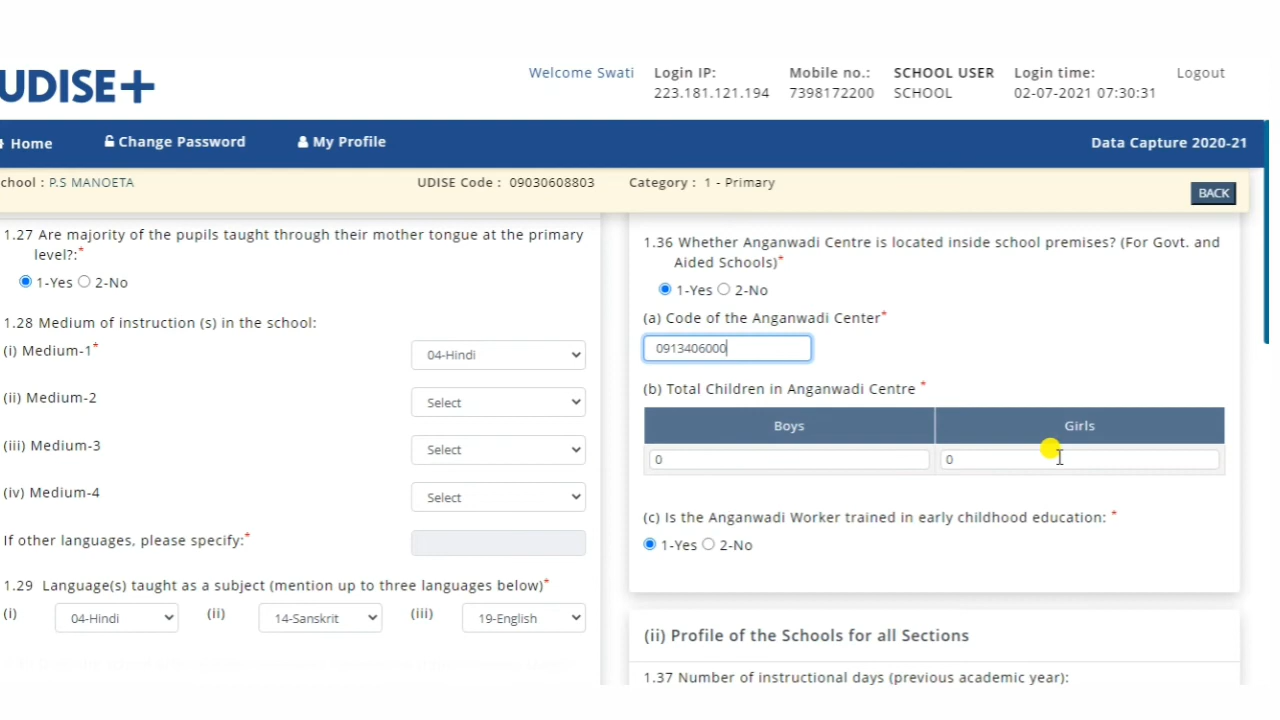 UDISE+
Welcome Swati
Login IP:
223.181.121.194
Mobile no.:
7398172200
SCHOOL USER
SCHOOL
Login time:
02-07-2021 07:30:31
Logout
Home
Change Password
My Profile
Data Capture 2020-21
chool : P.S MANOETA
UDISE Code : 09030608803
Category : 1 - Primary
BACK
1.27 Are majority of the pupils taught through their mother tongue at the primary
level?:*
1-Yes 2-No
1.28 Medium of instruction (s) in the school:
(i) Medium-1*
04-Hindi
(ii) Medium-2
Select
(iii) Medium-3
Select
(iv) Medium-4
Select
If other languages, please specify:*
1.29 Language(s) taught as a subject (mention up to three languages below)*
(i) 04-Hindi (ii) 14-Sanskrit (iii) 19-English
1.36 Whether Anganwadi Centre is located inside school premises? (For Govt. and
Aided Schools)*
1-Yes 2-No
(a) Code of the Anganwadi Center*
0913406000
(b) Total Children in Anganwadi Centre *
Boys Girls
0 0
(c) Is the Anganwadi Worker trained in early childhood education: *
1-Yes 2-No
(ii) Profile of the Schools for all Sections
1.37 Number of instructional days (previous academic year):